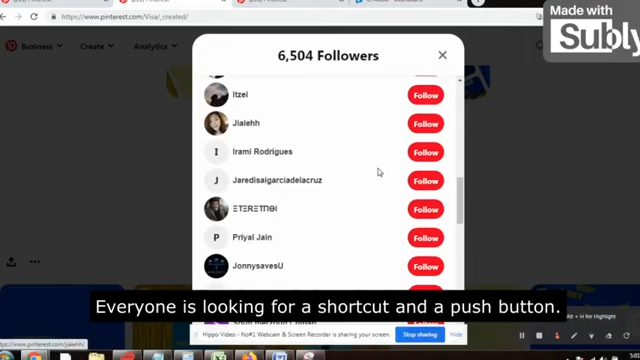 Made with
Subly
https://www.pinterest.com/Visa/_created/
Business
Create
Analytics
6,504 Followers
Itzel
Follow
Jialehh
Follow
I
Irami Rodrigues
Follow
J
Jaredisaigarciadelacruz
Follow
Follow
P
Priyal Jain
Follow
JonnysavesU
Follow
Everyone is looking for a shortcut and a push button.
Alt + H for Highlight
Hippo Video - No#1 Webcam & Screen Recorder is sharing your screen.
Stop sharing
Hide
https://www.pinterest.com/jialehh/